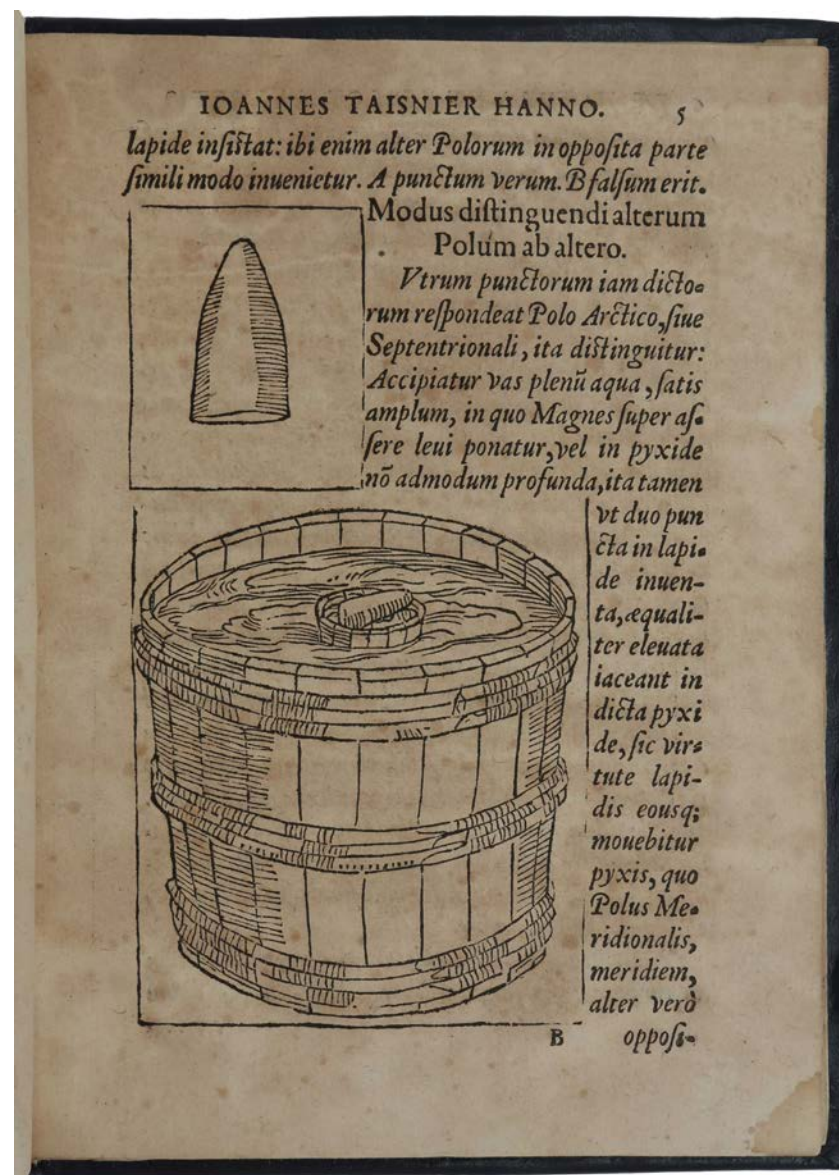 IOANNES TAISNIER HANNO. 5
lapide insiſtat: ibi enim alter Polorum in oppoſita parte
ſimili modo inuenietur. A punctum verum. B falſum erit.
Modus diſtinguendi alterum
Polum ab altero.
Vtrum punctorum iam dicto-
rum reſpondeat Polo Arctico, ſiue
Septentrionali, ita diſtinguitur:
Accipiatur vas plenū aqua, ſatis
amplum, in quo Magnes ſuper aſ-
ſere leui ponatur, vel in pyxide
nō admodum profunda, ita tamen
vt duo pun
cta in lapi-
de inuen-
ta, æquali-
ter eleuata
iaceant in
dicta pyxi
de, ſic vir-
tute lapi-
dis eousq;
mouebitur
pyxis, quo
Polus Me-
ridionalis,
meridiem,
alter verò
B oppoſi-